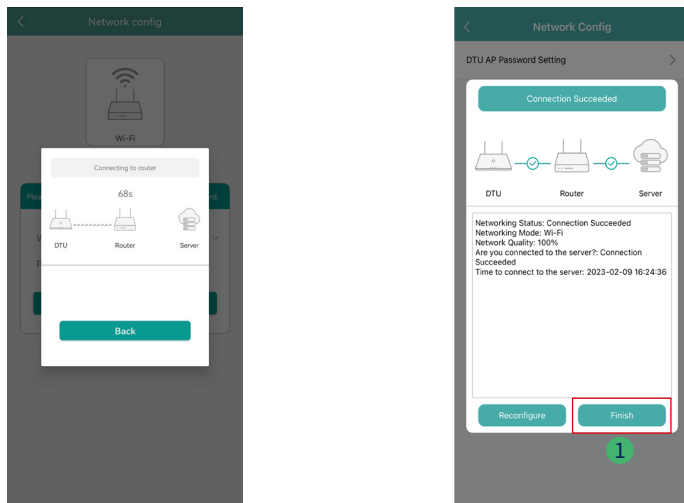 Network config
Wi-Fi
Connecting to router
68s
DTU Router Server
Back
Network Config
DTU AP Password Setting
Connection Succeeded
DTU Router Server
Networking Status: Connection Succeeded
Networking Mode: Wi-Fi
Network Quality: 100%
Are you connected to the server?: Connection
Succeeded
Time to connect to the server: 2023-02-09 16:24:36
Reconfigure Finish
1